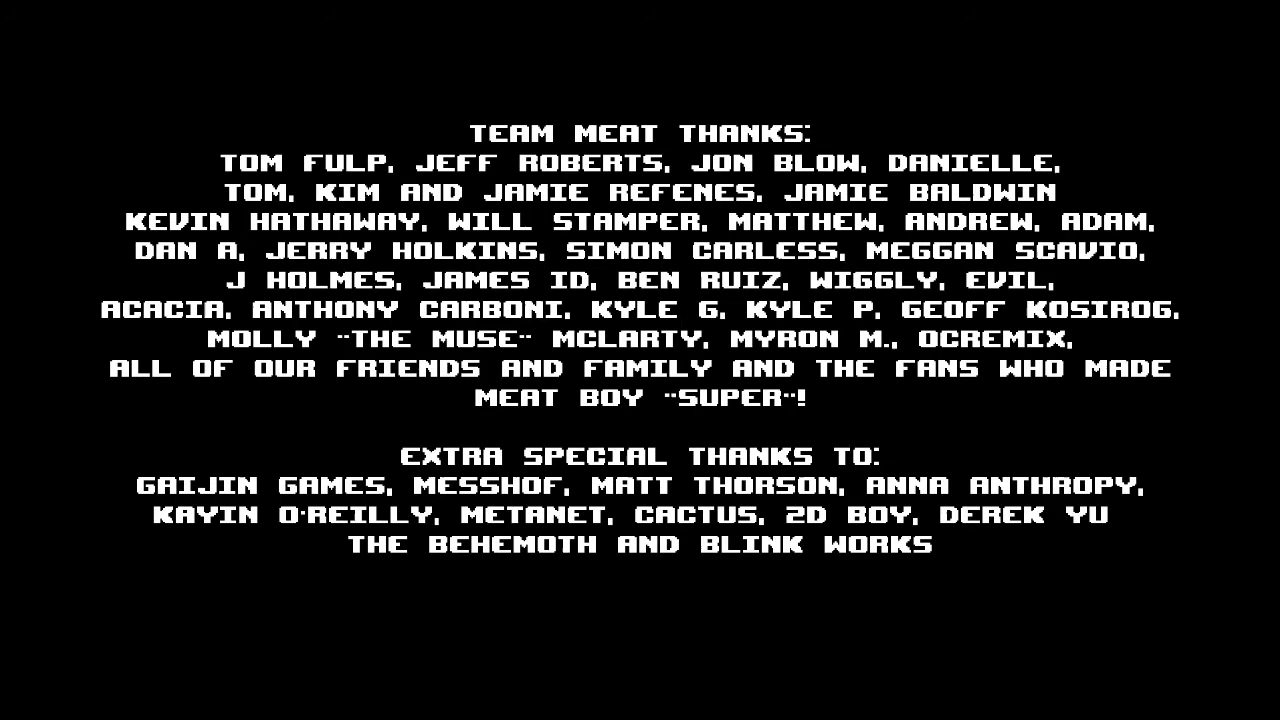 TEAM MEAT THANKS:
TOM FULP, JEFF ROBERTS, JON BLOW, DANIELLE,
TOM, KIM AND JAMIE REFENES, JAMIE BALDWIN
KEVIN HATHAWAY, WILL STAMPER, MATTHEW, ANDREW, ADAM,
DAN A, JERRY HOLKINS, SIMON CARLESS, MEGGAN SCAVIO,
J HOLMES, JAMES ID, BEN RUIZ, WIGGLY, EVIL,
ACACIA, ANTHONY CARBONI, KYLE G, KYLE P, GEOFF KOSIROG,
MOLLY "THE MUSE" MCLARTY, MYRON M., OCREMIX,
ALL OF OUR FRIENDS AND FAMILY AND THE FANS WHO MADE
MEAT BOY "SUPER"!
EXTRA SPECIAL THANKS TO:
GAIJIN GAMES, MESSHOF, MATT THORSON, ANNA ANTHROPY,
KAYIN O'REILLY, METANET, CACTUS, 2D BOY, DEREK YU
THE BEHEMOTH AND BLINK WORKS